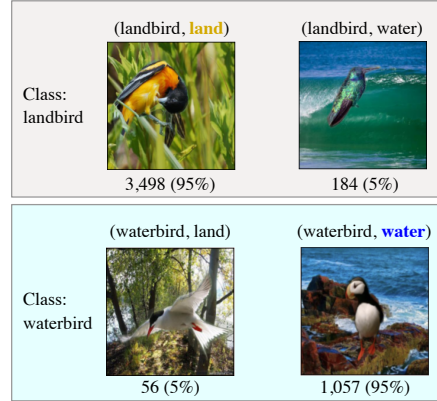 (landbird, land) (landbird, water)
Class:
landbird
3,498 (95%) 184 (5%)
(waterbird, land) (waterbird, water)
Class:
waterbird
56 (5%) 1,057 (95%)